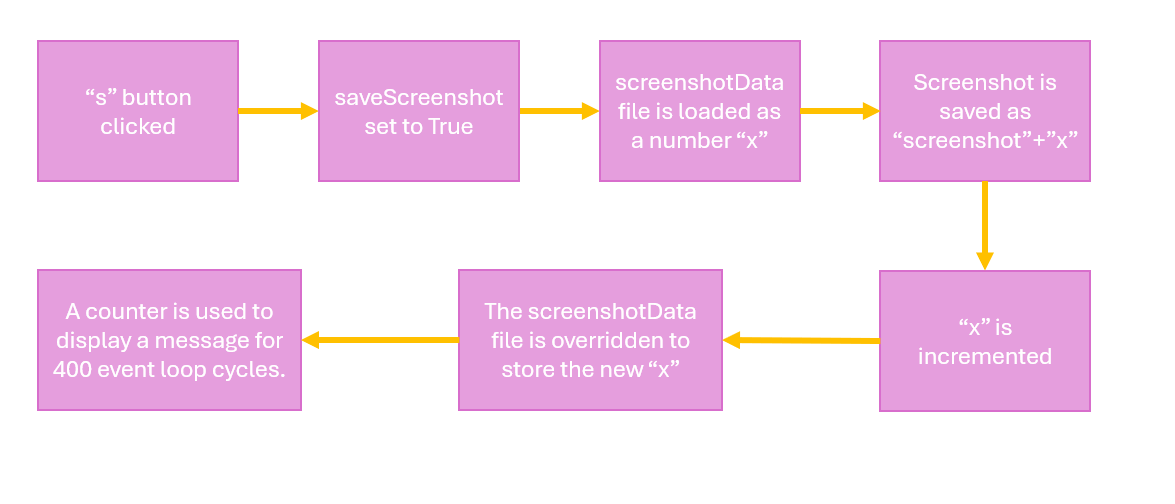 “s” button
clicked
saveScreenshot
set to True
screenshotData
file is loaded as
a number “x”
Screenshot is
saved as
“screenshot”+”x”
“x” is
incremented
The screenshotData
file is overridden to
store the new “x”
A counter is used to
display a message for
400 event loop cycles.